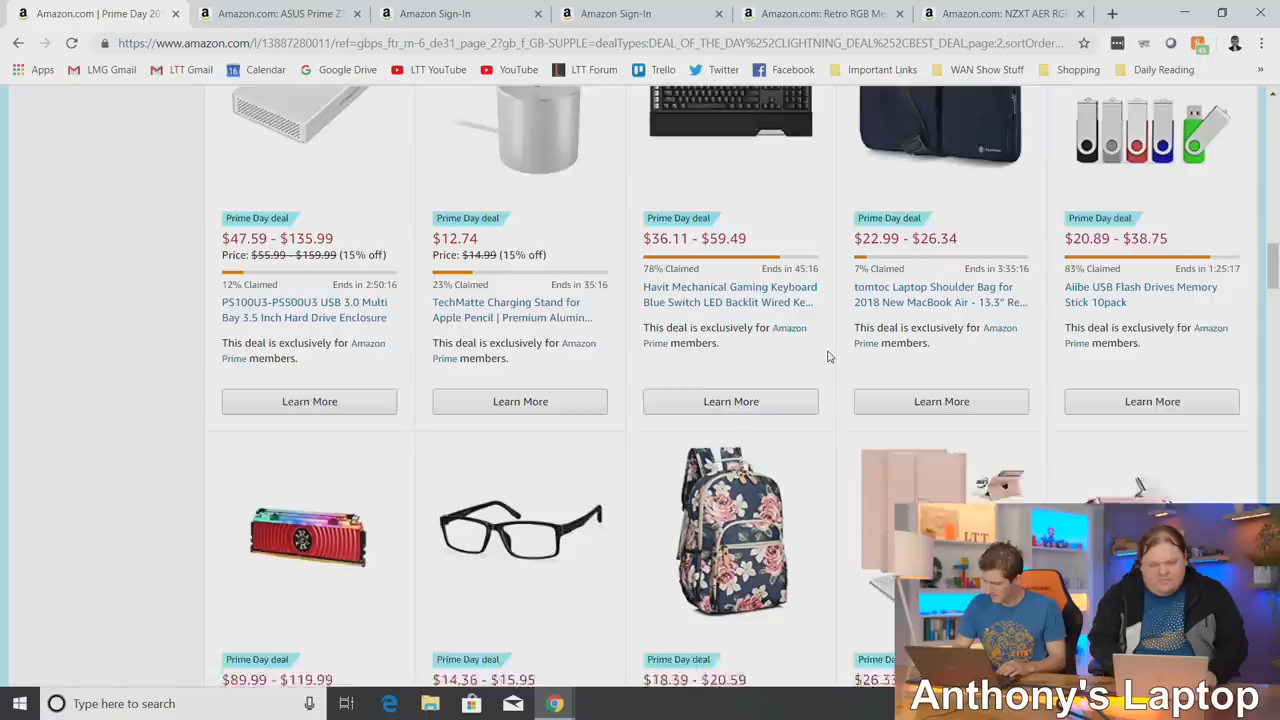 Amazon.com | Prime Day 201
Amazon.com: ASUS Prime Z3
Amazon Sign-In
Amazon Sign-In
Amazon.com: Retro RGB Me
Amazon.com: NZXT AER RG
https://www.amazon.com/l/13887280011/ref=gbps_ftr_m-6_de31_page_2?gb_f_GB-SUPPLE=dealTypes:DEAL_OF_THE_DAY%252CLIGHTNING_DEAL%252CBEST_DEAL,page:2,sortOrder...
45
Apps
LMG Gmail
LTT Gmail
16
Calendar
Google Drive
LTT YouTube
YouTube
LTT Forum
Trello
Twitter
Facebook
Important Links
WAN Show Stuff
Shopping
Daily Reading
»
Prime Day deal
$47.59 - $135.99
Price: $55.99 - $159.99 (15% off)
12% Claimed
Ends in 2:50:16
PS100U3-PS500U3 USB 3.0 Multi
Bay 3.5 Inch Hard Drive Enclosure
This deal is exclusively for Amazon
Prime members.
Learn More
Prime Day deal
$12.74
Price: $14.99 (15% off)
23% Claimed
Ends in 35:16
TechMatte Charging Stand for
Apple Pencil | Premium Alumin...
This deal is exclusively for Amazon
Prime members.
Learn More
Prime Day deal
$36.11 - $59.49
78% Claimed
Ends in 45:16
Havit Mechanical Gaming Keyboard
Blue Switch LED Backlit Wired Ke...
This deal is exclusively for Amazon
Prime members.
Learn More
Prime Day deal
$22.99 - $26.34
7% Claimed
Ends in 3:35:16
tomtoc Laptop Shoulder Bag for
2018 New MacBook Air - 13.3" Re...
This deal is exclusively for Amazon
Prime members.
Learn More
Prime Day deal
$20.89 - $38.75
83% Claimed
Ends in 1:25:17
Aiibe USB Flash Drives Memory
Stick 10pack
This deal is exclusively for Amazon
Prime members.
Learn More
Prime Day deal
$89.99 - $119.99
Prime Day deal
$14.36 - $15.95
Prime Day deal
$18.39 - $20.59
Prime Da
$26.33
LTT
Anthony's Laptop
Type here to search